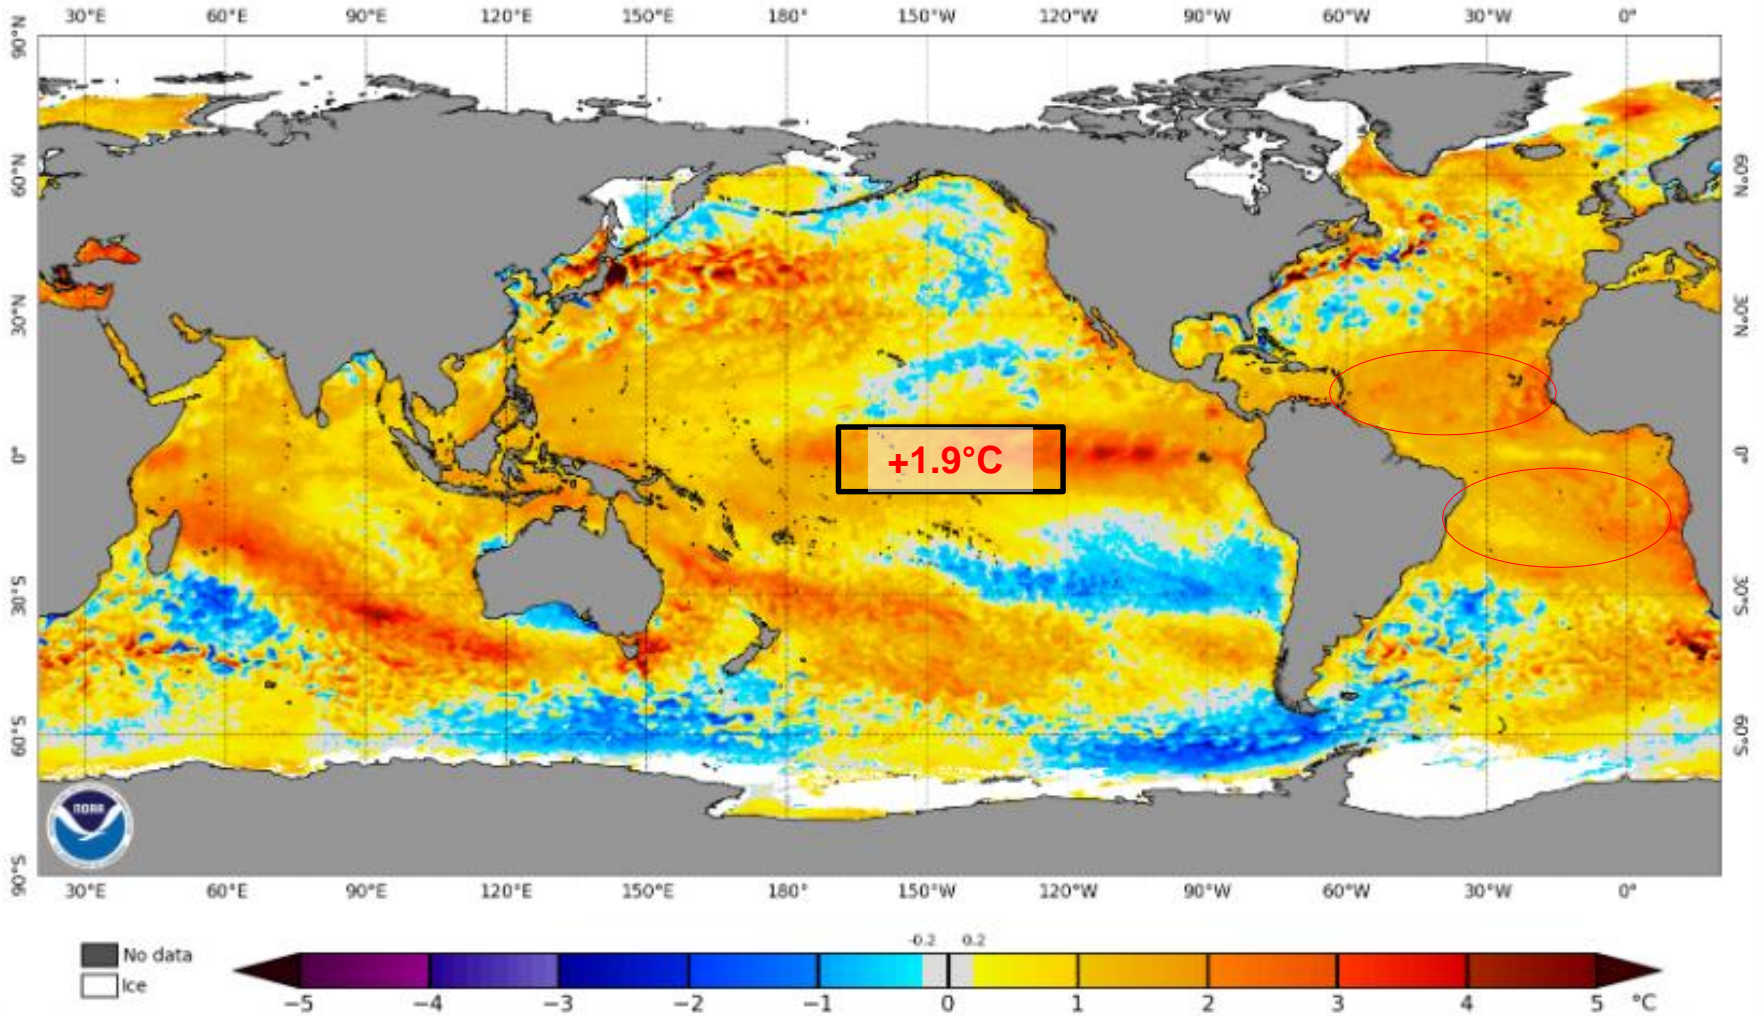 30°E 60°E 90°E 120°E 150°E 180° 150°W 120°W 90°W 60°W 30°W 0°
90°N
60°N 60°N
30°N 30°N
0° 0°
+1.9°C
30°S 30°S
60°S 60°S
NOAA
90°S
30°E 60°E 90°E 120°E 150°E 180° 150°W 120°W 90°W 60°W 30°W 0°
-0.2 0.2
No data
Ice
−5 −4 −3 −2 −1 0 1 2 3 4 5 °C